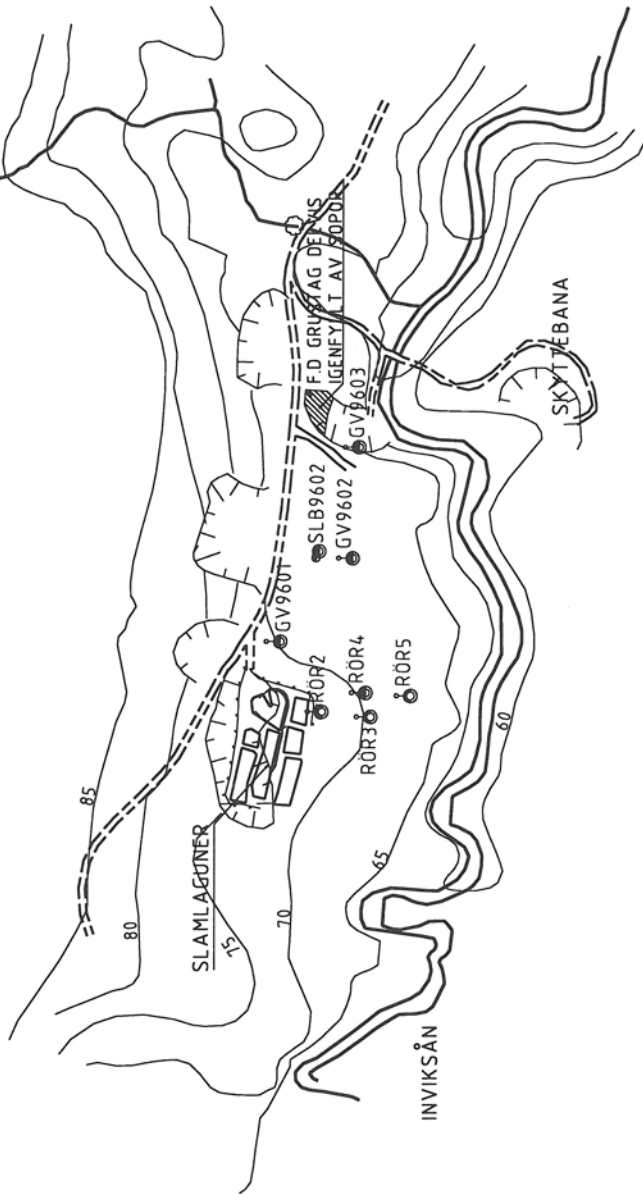 85
80
SLAMLAGUNER
75
70
65
60
GV9601
RÖR2
RÖR3
RÖR4
RÖR5
SLB9602
GV9602
GV9603
F.D GRUSTAG DELVIS
IGENFYLLT AV SOPOR
SKYTTEBANA
INVIKSÅN